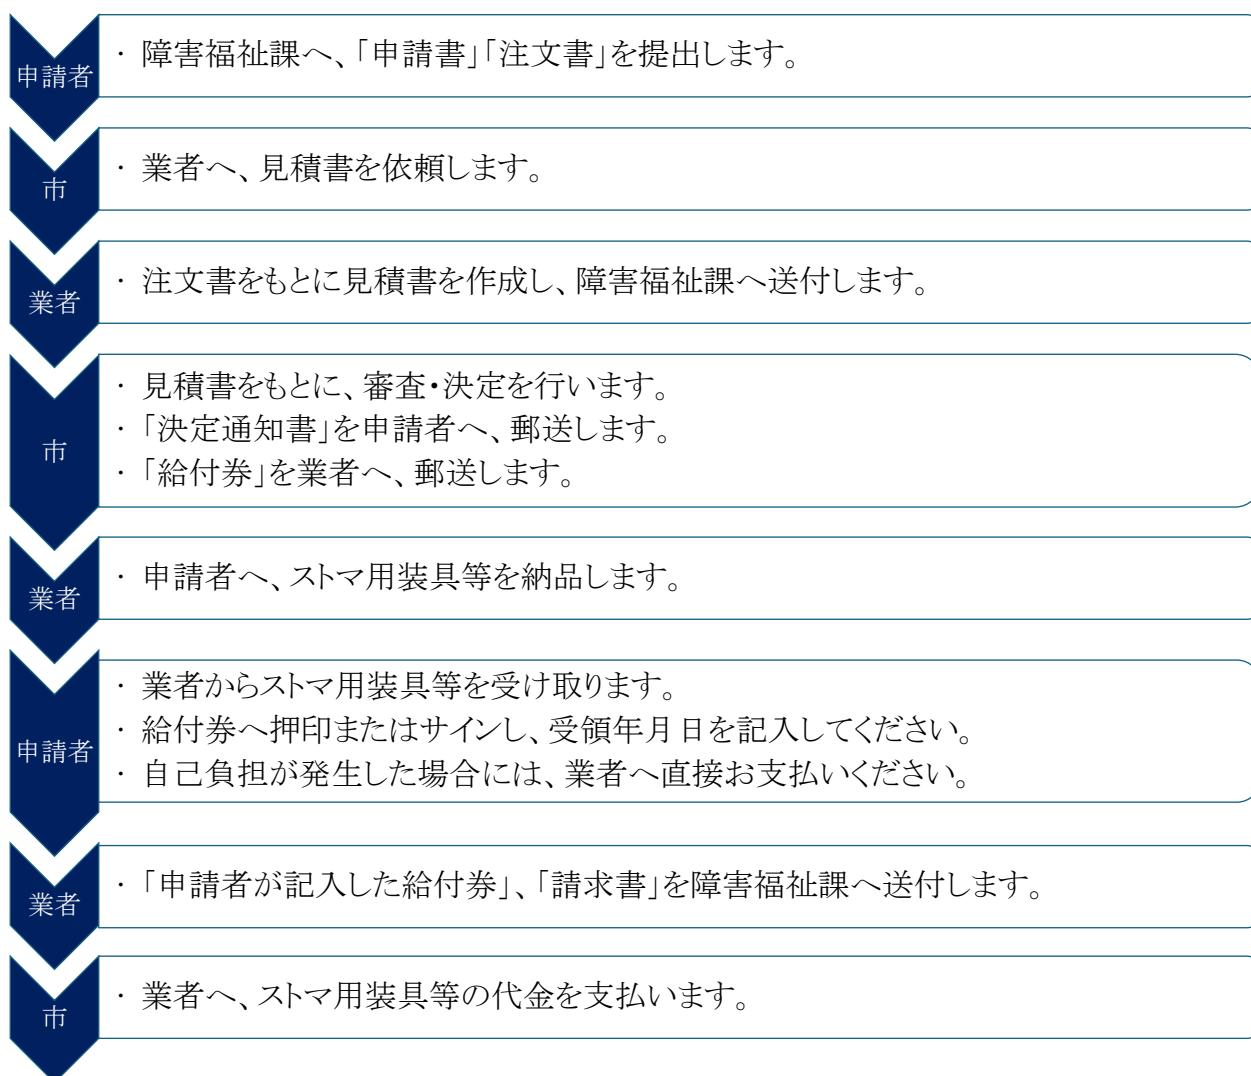 申請者
・ 障害福祉課へ、「申請書」「注文書」を提出します。
市
・ 業者へ、見積書を依頼します。
業者
・ 注文書をもとに見積書を作成し、障害福祉課へ送付します。
市
・ 見積書をもとに、審査・決定を行います。
・「決定通知書」を申請者へ、郵送します。
・「給付券」を業者へ、郵送します。
業者
・ 申請者へ、ストマ用装具等を納品します。
申請者
・ 業者からストマ用装具等を受け取ります。
・ 給付券へ押印またはサインし、受領年月日を記入してください。
・ 自己負担が発生した場合には、業者へ直接お支払いください。
業者
・「申請者が記入した給付券」、「請求書」を障害福祉課へ送付します。
市
・ 業者へ、ストマ用装具等の代金を支払います。